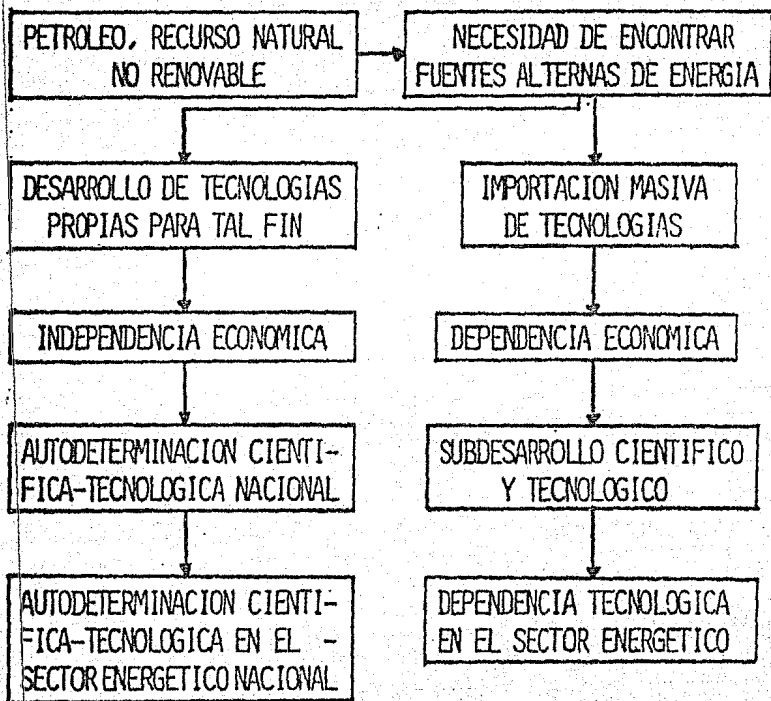 PETROLEO, RECURSO NATURAL
NO RENOVABLE
NECESIDAD DE ENCONTRAR
FUENTES ALTERNAS DE ENERGIA
DESARROLLO DE TECNOLOGIAS
PROPIAS PARA TAL FIN
IMPORTACION MASIVA
DE TECNOLOGIAS
INDEPENDENCIA ECONOMICA
DEPENDENCIA ECONOMICA
AUTODETERMINACION CIENTI-
FICA-TECNOLOGICA NACIONAL
SUBDESARROLLO CIENTIFICO
Y TECNOLOGICO
AUTODETERMINACION CIENTI-
FICA-TECNOLOGICA EN EL -
SECTOR ENERGETICO NACIONAL
DEPENDENCIA TECNOLOGICA
EN EL SECTOR ENERGETICO